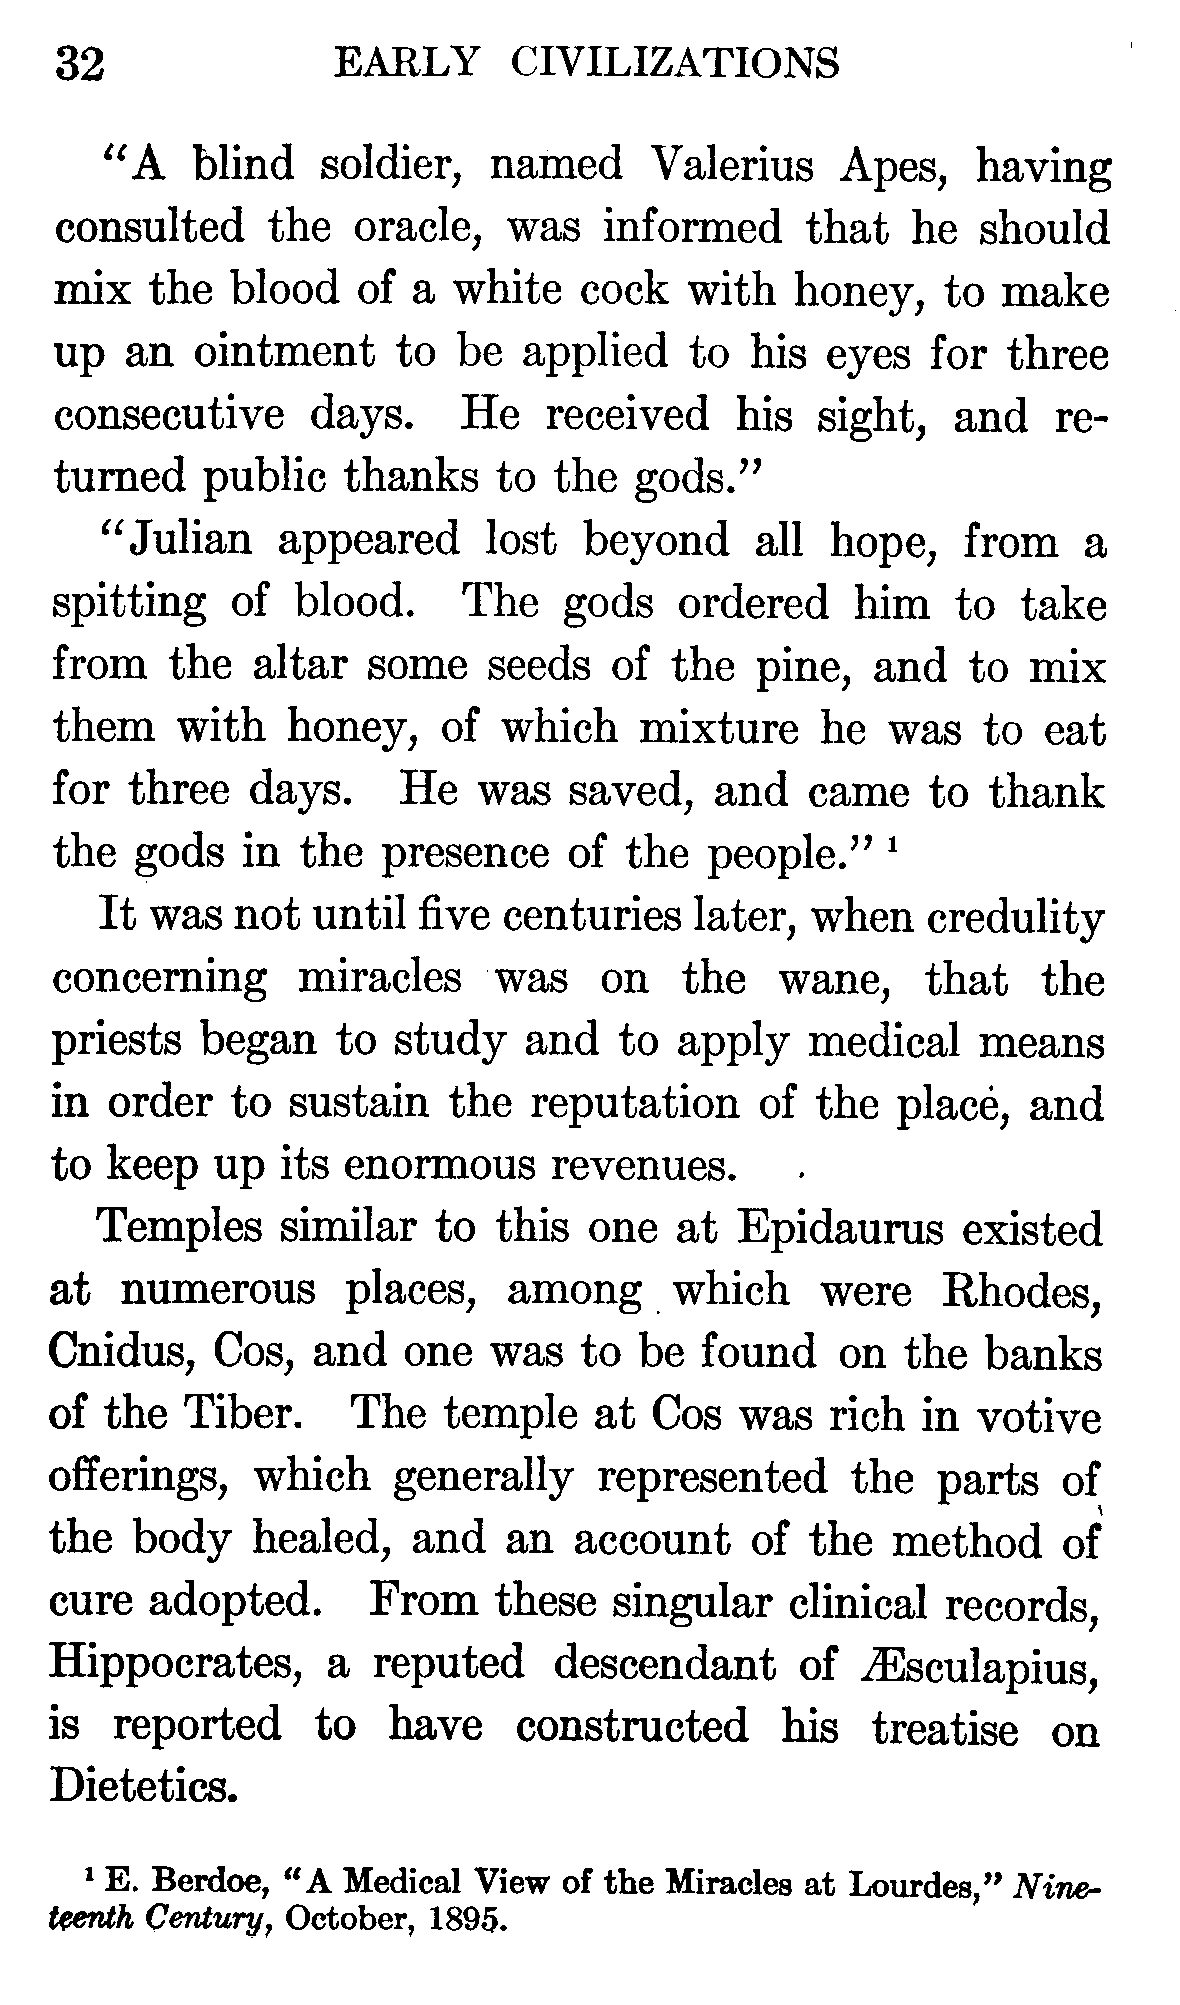 32 EARLY CIVILIZATIONS
“A blind soldier, named Valerius Apes, having
consulted the oracle, was informed that he should
mix the blood of a white cock with honey, to make
up an ointment to be applied to his eyes for three
consecutive days. He received his sight, and re-
turned public thanks to the gods.”
“Julian appeared lost beyond all hope, from a
spitting of blood. The gods ordered him to take
from the altar some seeds of the pine, and to mix
them with honey, of which mixture he was to eat
for three days. He was saved, and came to thank
the gods in the presence of the people.” ¹
It was not until five centuries later, when credulity
concerning miracles was on the wane, that the
priests began to study and to apply medical means
in order to sustain the reputation of the place, and
to keep up its enormous revenues.
Temples similar to this one at Epidaurus existed
at numerous places, among which were Rhodes,
Cnidus, Cos, and one was to be found on the banks
of the Tiber. The temple at Cos was rich in votive
offerings, which generally represented the parts of
the body healed, and an account of the method of
cure adopted. From these singular clinical records,
Hippocrates, a reputed descendant of Æsculapius,
is reported to have constructed his treatise on
Dietetics.
¹ E. Berdoe, “A Medical View of the Miracles at Lourdes,” Nine-
teenth Century, October, 1895.